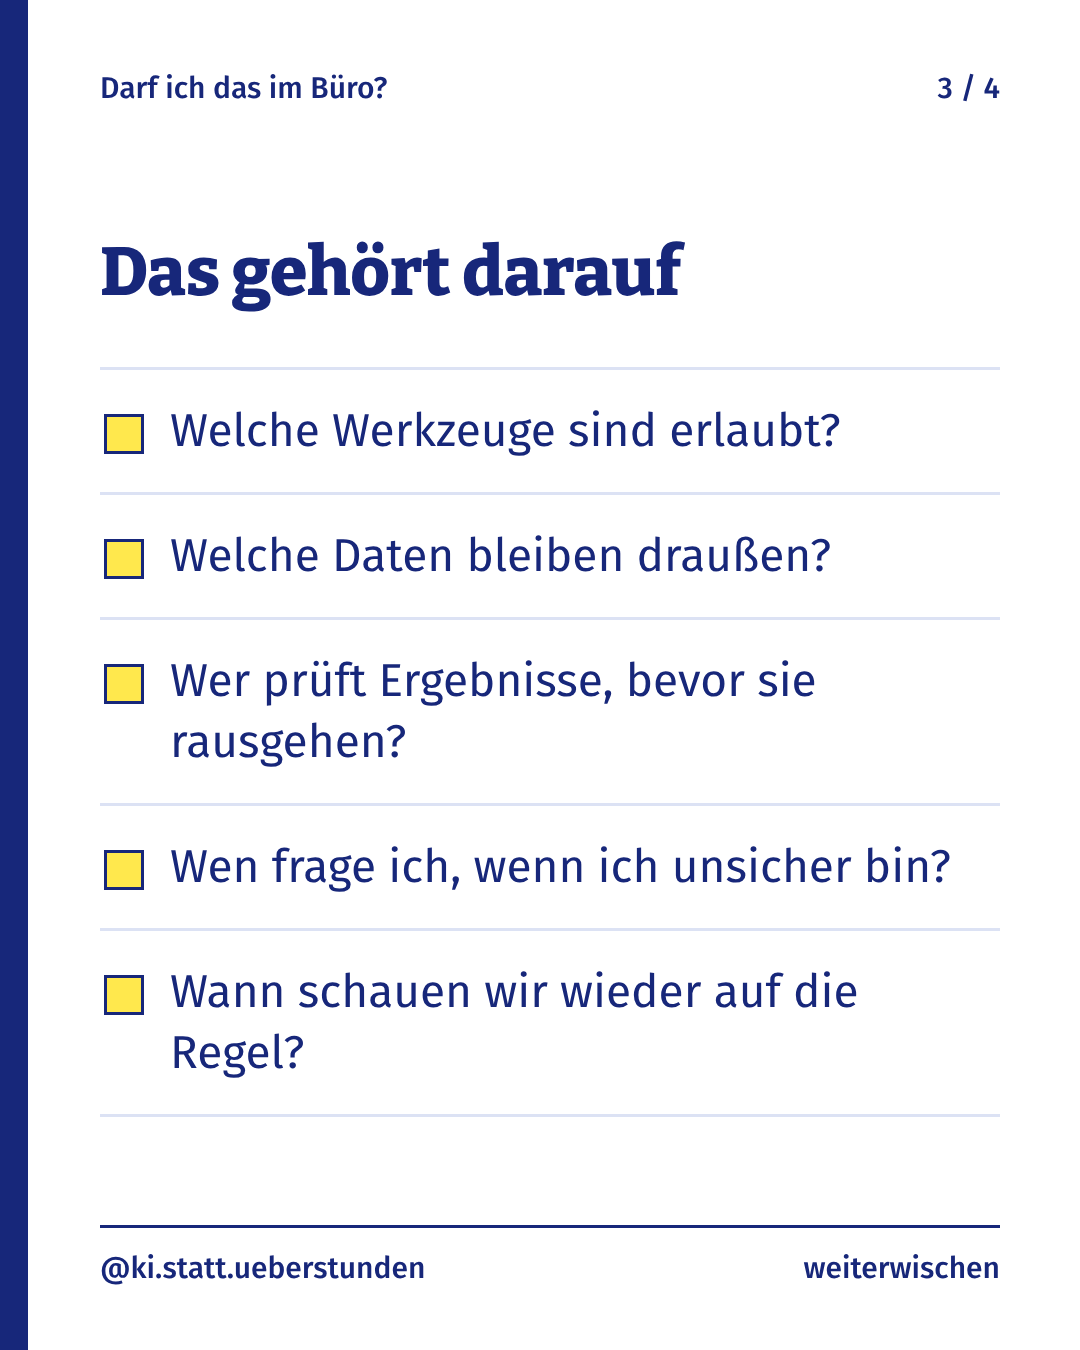 Darf ich das im Büro?
3 / 4
Das gehört darauf
Welche Werkzeuge sind erlaubt?
Welche Daten bleiben draußen?
Wer prüft Ergebnisse, bevor sie
rausgehen?
Wen frage ich, wenn ich unsicher bin?
Wann schauen wir wieder auf die
Regel?
@ki.statt.ueberstunden
weiterwischen